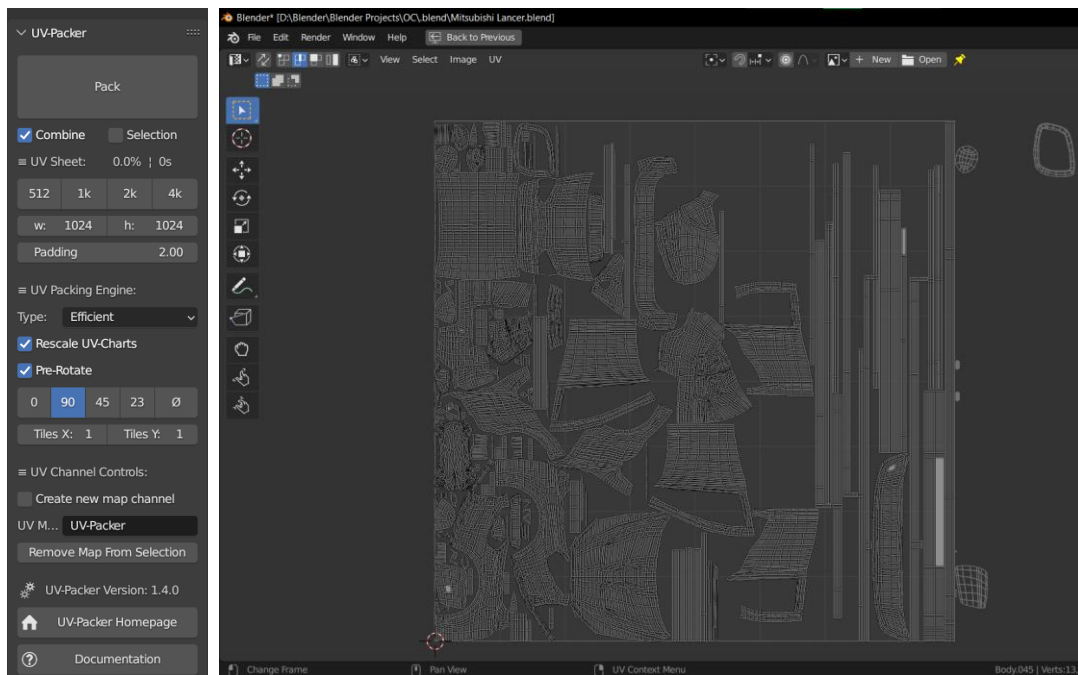 UV-Packer
Pack
Combine Selection
UV Sheet: 0.0% ¦ 0s
512 1k 2k 4k
w: 1024 h: 1024
Padding 2.00
UV Packing Engine:
Type: Efficient
Rescale UV-Charts
Pre-Rotate
0 90 45 23 Ø
Tiles X: 1 Tiles Y: 1
UV Channel Controls:
Create new map channel
UV M... UV-Packer
Remove Map From Selection
UV-Packer Version: 1.4.0
UV-Packer Homepage
Documentation
Blender* [D:\Blender\Blender Projects\OC\.blend\Mitsubishi Lancer.blend]
File Edit Render Window Help Back to Previous
View Select Image UV New Open
Change Frame Pan View UV Context Menu Body.045 | Verts:13,